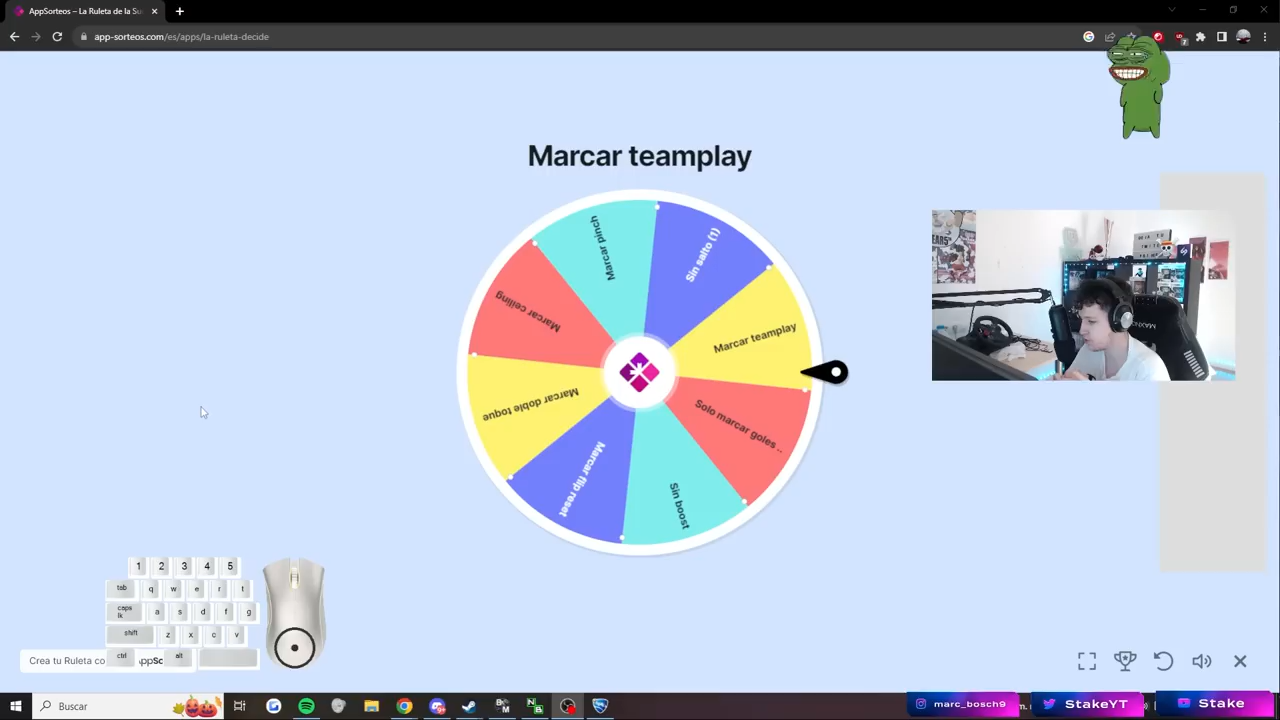 AppSorteos – La Ruleta de la Su
app-sorteos.com/es/apps/la-ruleta-decide
Marcar teamplay
Marcar pinch
Sin salto (1)
Marcar ceiling
Marcar teamplay
Marcar doble toque
Solo marcar goles ..
Marcar flip reset
Sin boost
1 2 3 4 5
tab q w e r t
caps lk a s d f g
shift z x c v
ctrl alt
Crea tu Ruleta co
AppSc
Buscar
marc_bosch9
StakeYT
Stake